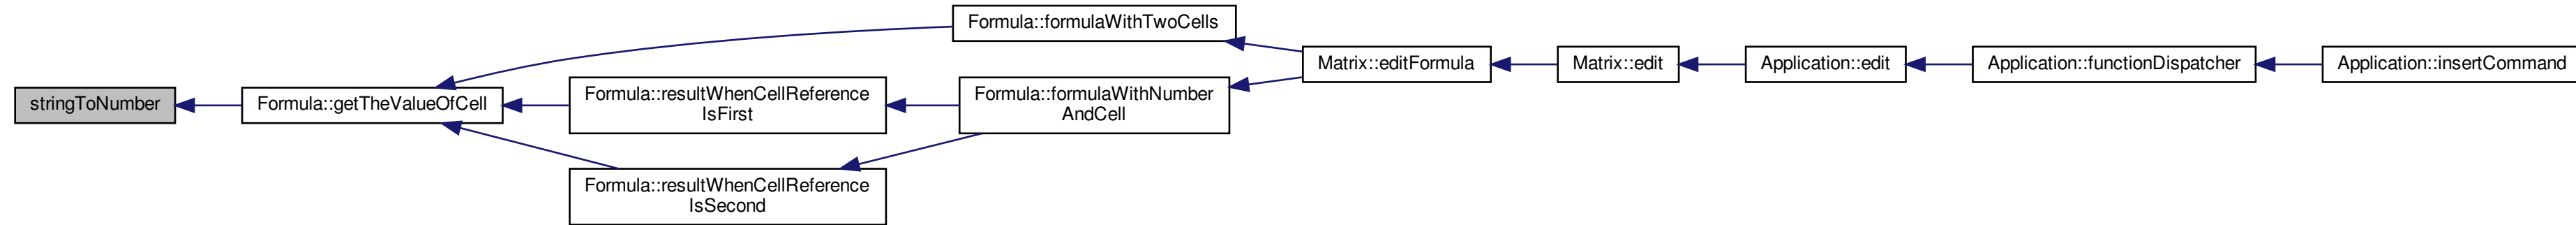 stringToNumber
Formula::getTheValueOfCell
Formula::formulaWithTwoCells
Formula::resultWhenCellReference
IsFirst
Formula::resultWhenCellReference
IsSecond
Formula::formulaWithNumber
AndCell
Matrix::editFormula
Matrix::edit
Application::edit
Application::functionDispatcher
Application::insertCommand